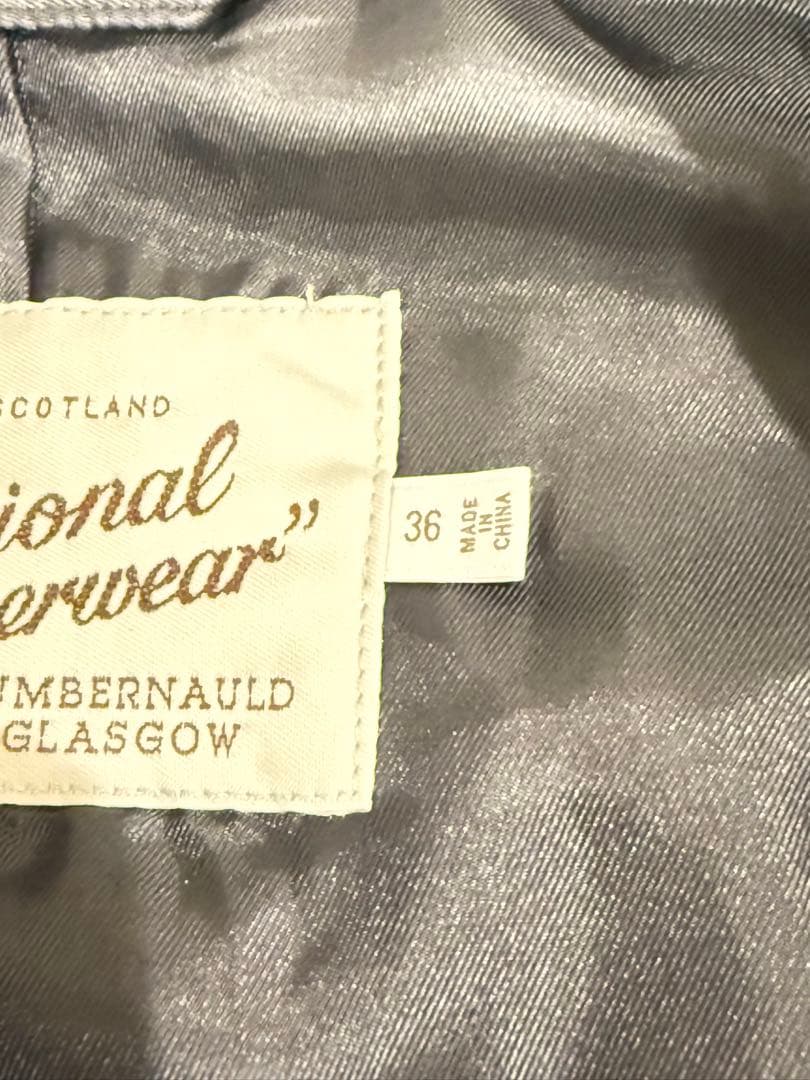 SCOTLAND
ional
erwear”
UMBERNAULD
GLASGOW
36
MADE
IN
CHINA